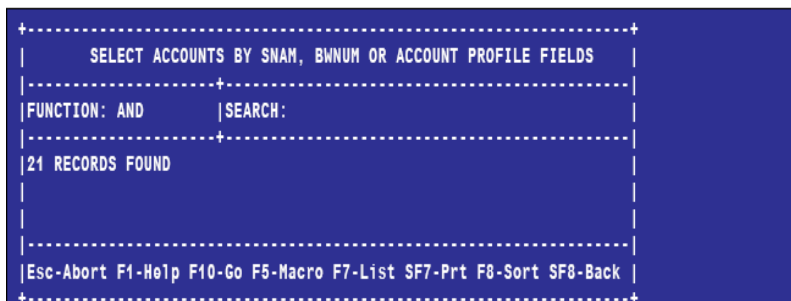 SELECT ACCOUNTS BY SNAM, BWNUM OR ACCOUNT PROFILE FIELDS
FUNCTION: AND |SEARCH:
21 RECORDS FOUND
Esc-Abort F1-Help F10-Go F5-Macro F7-List SF7-Prt F8-Sort SF8-Back